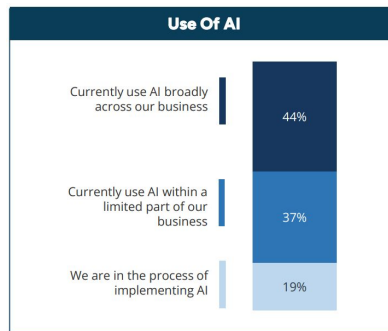 Use Of AI
Currently use AI broadly
across our business
44%
Currently use AI within a
limited part of our
business
37%
We are in the process of
implementing AI
19%